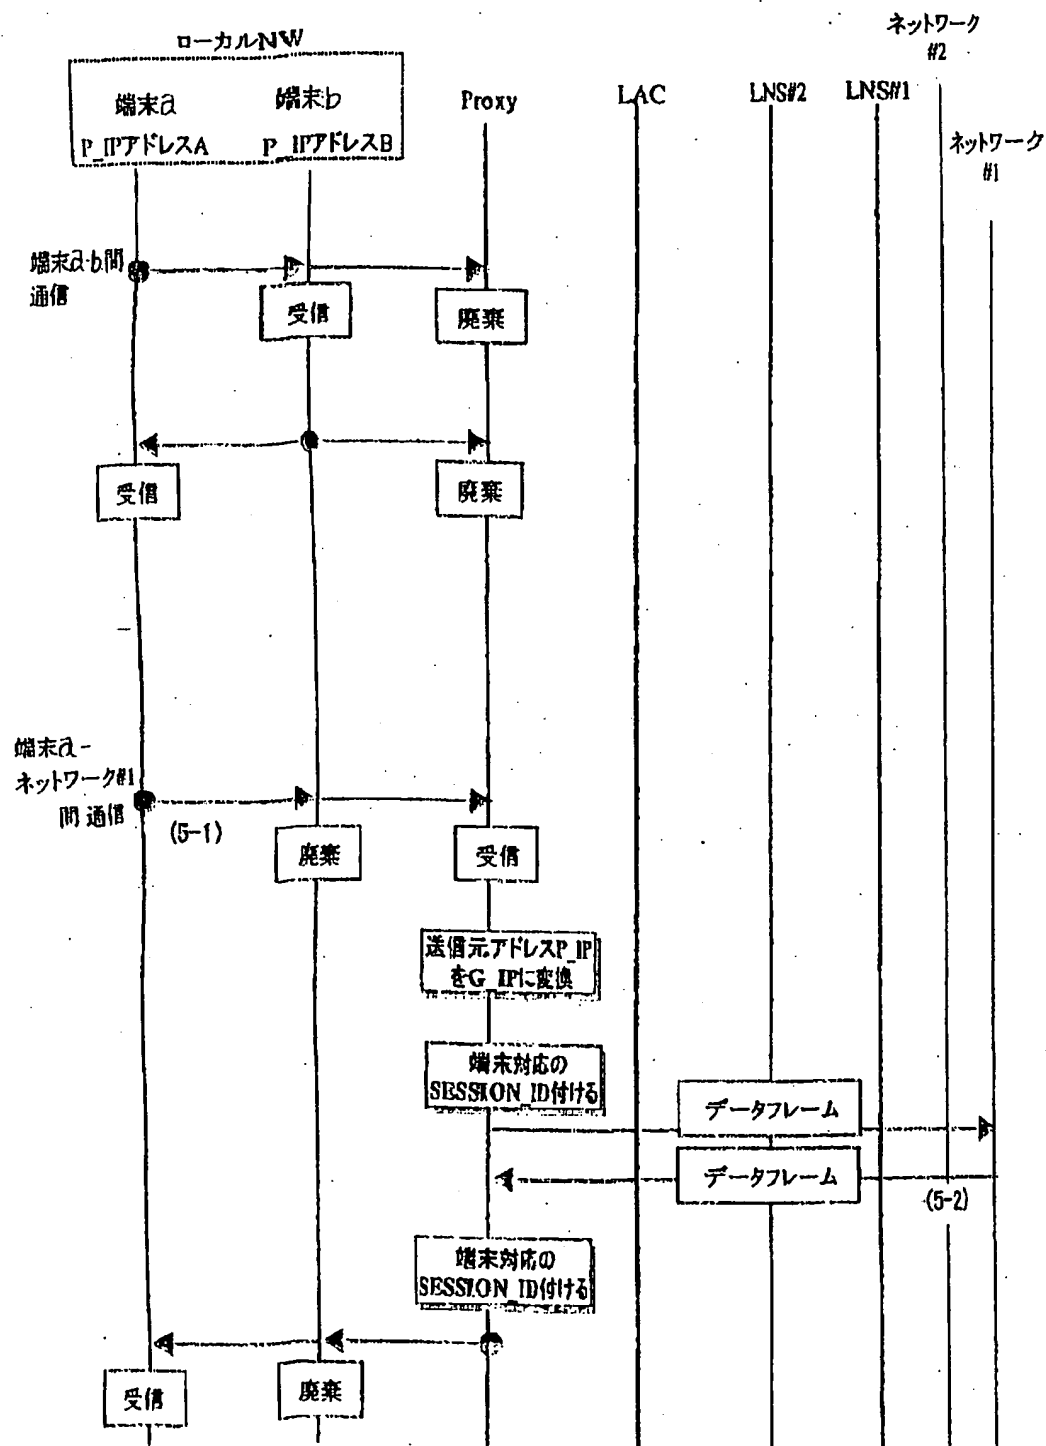 ネットワーク
#2
ローカルNW
端末a
端末b
Proxy
LAC
LNS#2
LNS#1
P_IPアドレスA
P_IPアドレスB
ネットワーク
#1
端末a-b間
通信
受信
廃棄
受信
廃棄
端末a-
ネットワーク#1
間通信
(5-1)
廃棄
受信
送信元アドレスP_IP
をG_IPに変換
端末対応の
SESSION_ID付ける
データフレーム
データフレーム
(5-2)
端末対応の
SESSION_ID付ける
受信
廃棄